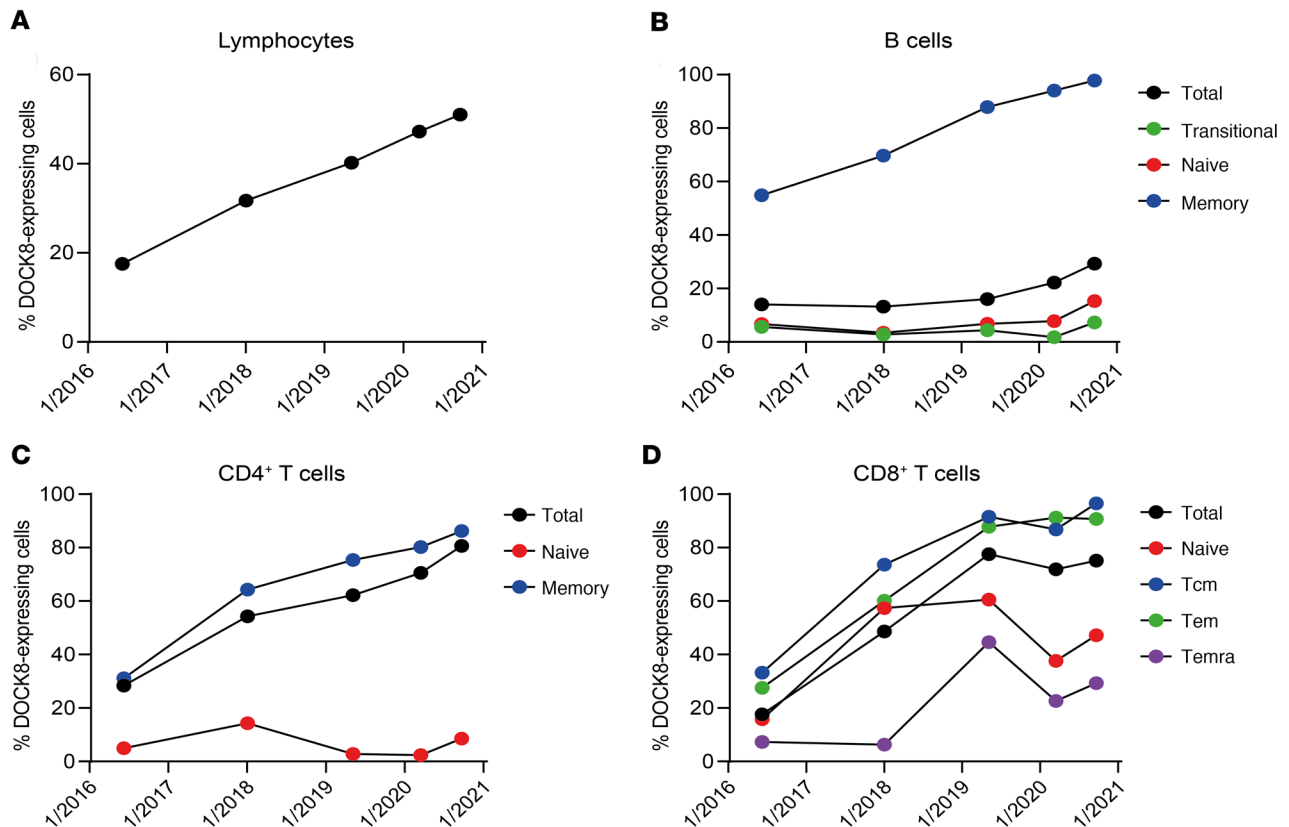 A
Lymphocytes
% DOCK8-expressing cells
60
40
20
0
1/2016
1/2017
1/2018
1/2019
1/2020
1/2021
B
B cells
% DOCK8-expressing cells
100
80
60
40
20
0
1/2016
1/2017
1/2018
1/2019
1/2020
1/2021
Total
Transitional
Naive
Memory
C
CD4⁺ T cells
% DOCK8-expressing cells
100
80
60
40
20
0
1/2016
1/2017
1/2018
1/2019
1/2020
1/2021
Total
Naive
Memory
D
CD8⁺ T cells
% DOCK8-expressing cells
100
80
60
40
20
0
1/2016
1/2017
1/2018
1/2019
1/2020
1/2021
Total
Naive
Tcm
Tem
Temra